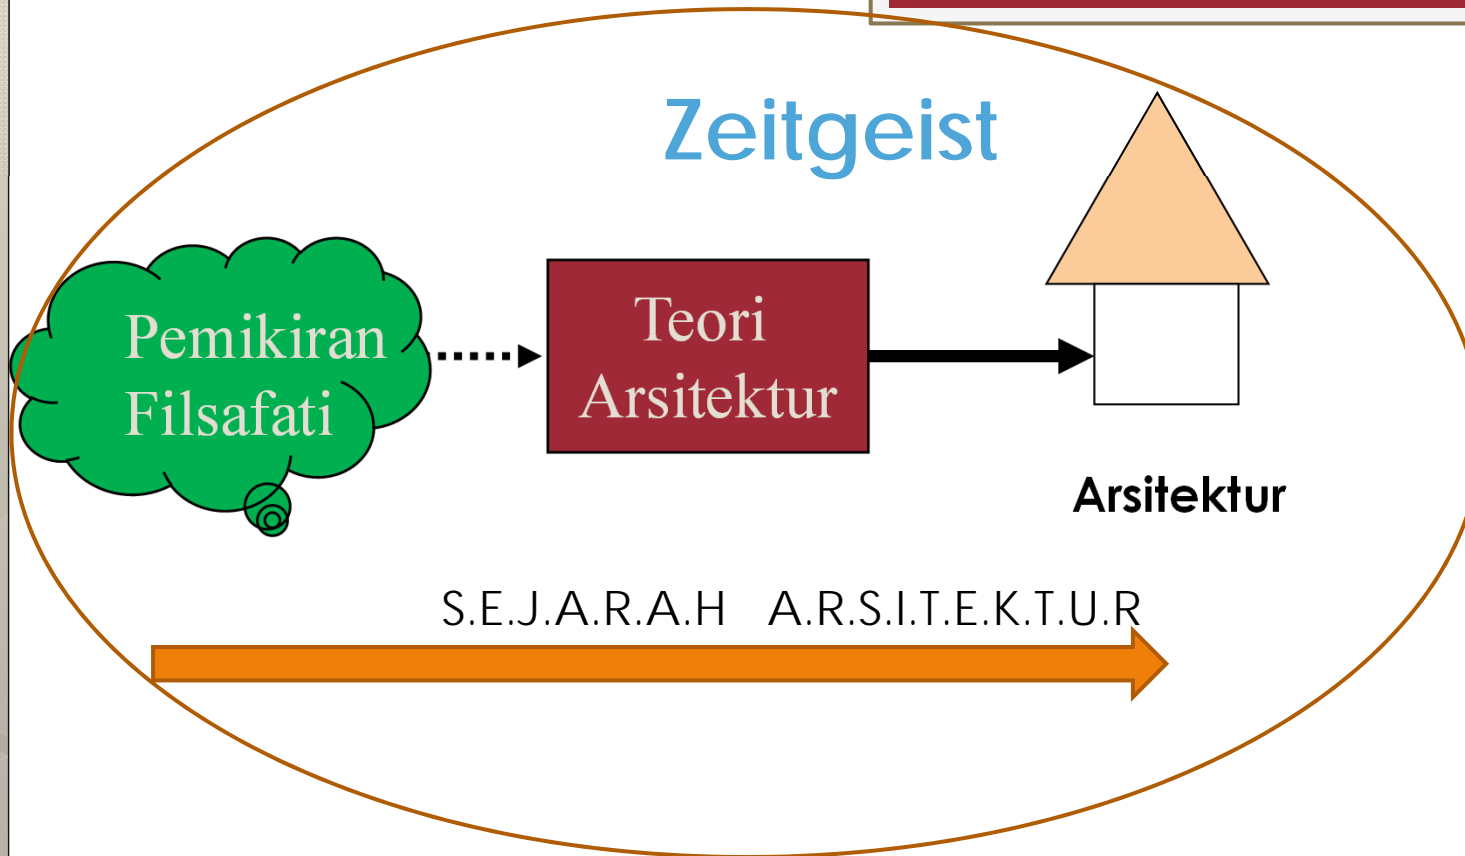 Zeitgeist
Pemikiran
Filsafati
Teori
Arsitektur
Arsitektur
S.E.J.A.R.A.H A.R.S.I.T.E.K.T.U.R